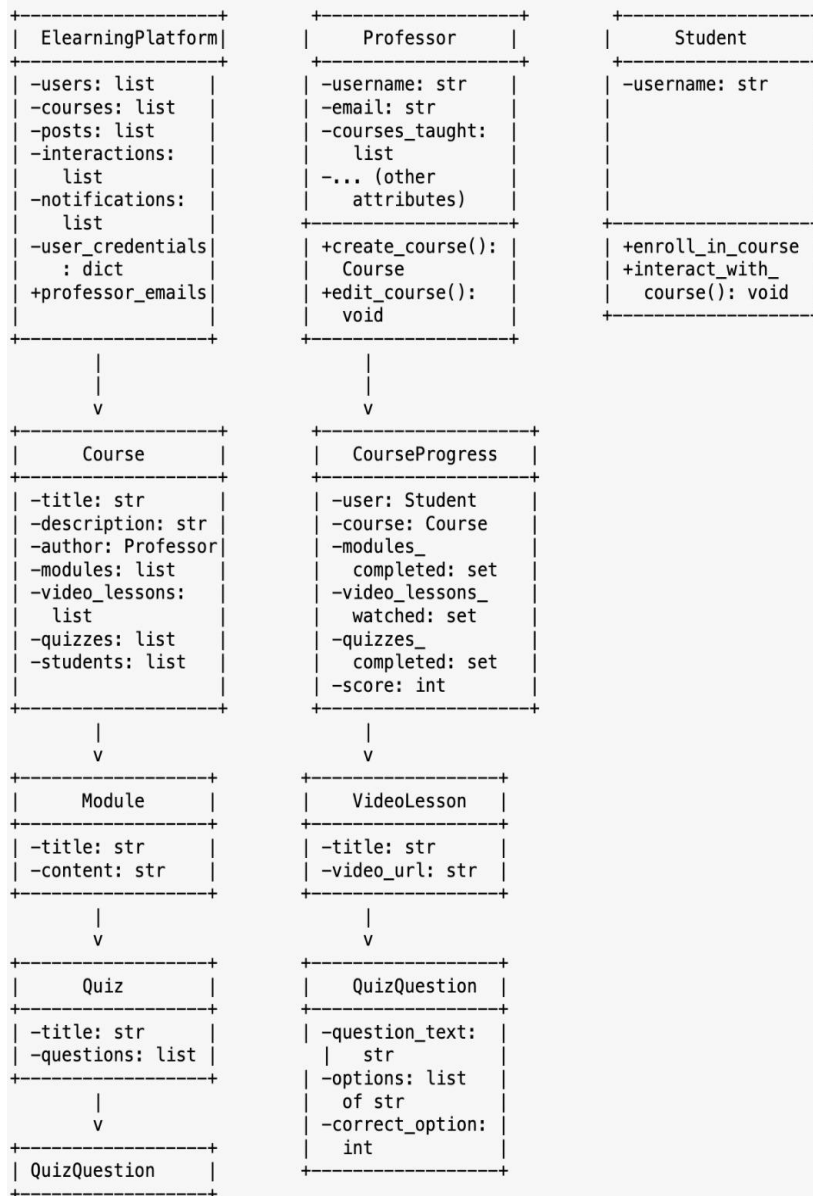 ElearningPlatform
-users: list
-courses: list
-posts: list
-interactions:
list
-notifications:
list
-user_credentials
: dict
+professor_emails
Professor
-username: str
-email: str
-courses_taught:
list
-... (other
attributes)
+create_course():
Course
+edit_course():
void
Student
-username: str
+enroll_in_course
+interact_with_
course(): void
v
v
Course
-title: str
-description: str
-author: Professor
-modules: list
-video_lessons:
list
-quizzes: list
-students: list
CourseProgress
-user: Student
-course: Course
-modules_
completed: set
-video_lessons_
watched: set
-quizzes_
completed: set
-score: int
v
v
Module
-title: str
-content: str
VideoLesson
-title: str
-video_url: str
v
v
Quiz
-title: str
-questions: list
QuizQuestion
-question_text:
str
-options: list
of str
-correct_option:
int
v
QuizQuestion